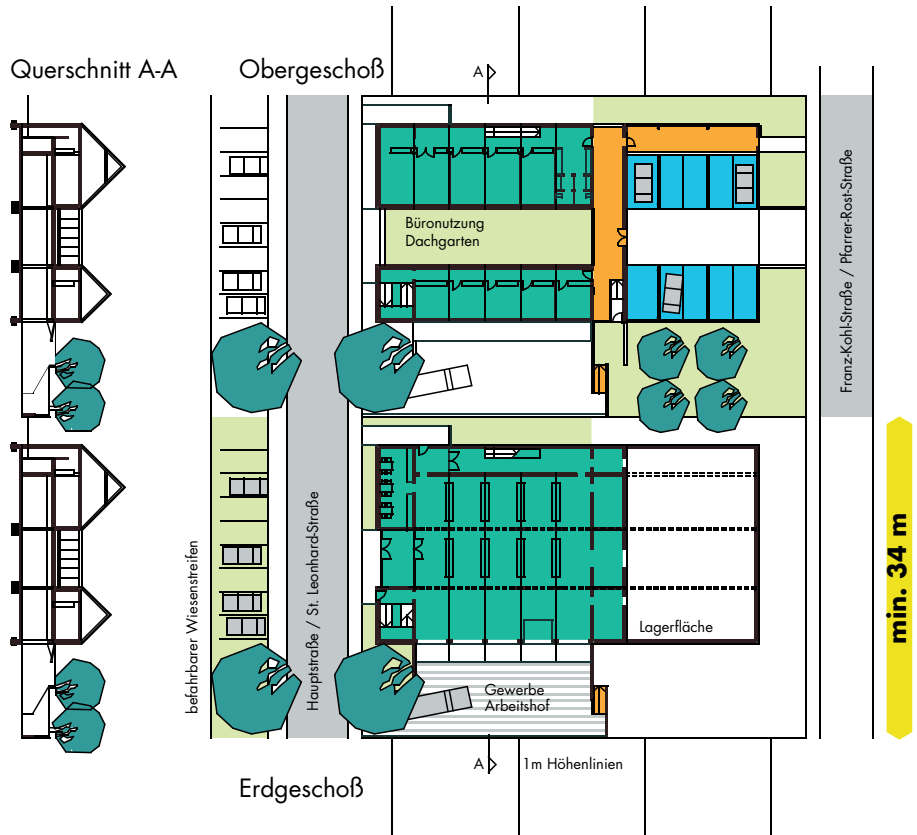 Querschnitt A-A
Obergeschoß
A
Büronutzung
Dachgarten
Franz-Kohl-Straße / Pfarrer-Rost-Straße
befahrbarer Wiesenstreifen
Hauptstraße / St. Leonhard-Straße
Lagerfläche
min. 34 m
Gewerbe
Arbeitshof
A
1m Höhenlinien
Erdgeschoß